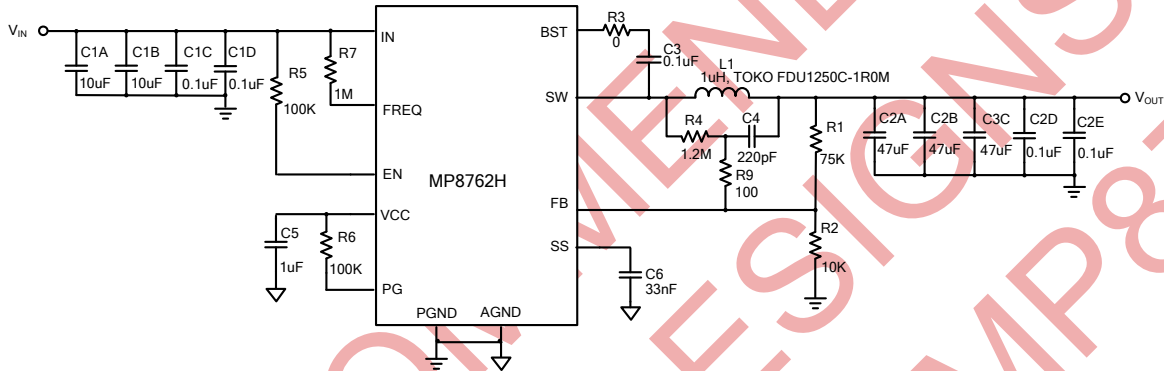 VIN
C1A
10uF
C1B
10uF
C1C
0.1uF
C1D
0.1uF
R5
100K
R7
1M
C5
1uF
R6
100K
IN
FREQ
EN
VCC
PG
MP8762H
PGND
AGND
BST
SW
FB
SS
R3
0
C3
0.1uF
L1
1uH, TOKO FDU1250C-1R0M
R4
1.2M
C4
220pF
R9
100
R1
75K
R2
10K
C6
33nF
C2A
47uF
C2B
47uF
C3C
47uF
C2D
0.1uF
C2E
0.1uF
VOUT